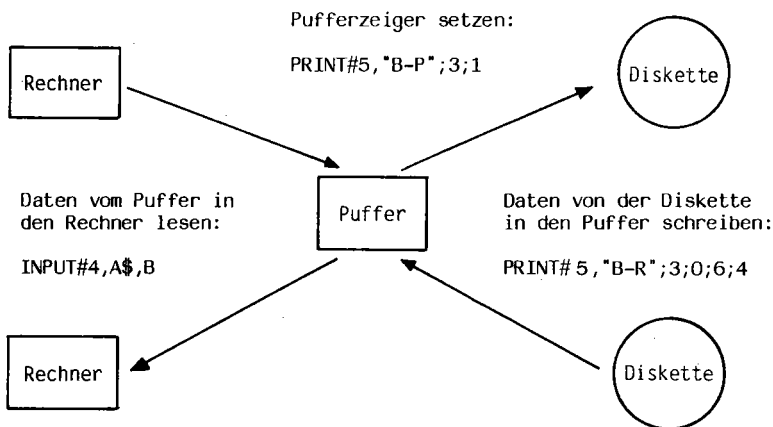 Pufferzeiger setzen:
PRINT#5,"B-P";3;1
Rechner
Diskette
Puffer
Daten vom Puffer in
den Rechner lesen:
INPUT#4,A$,B
Daten von der Diskette
in den Puffer schreiben:
PRINT# 5,"B-R";3;0;6;4
Rechner
Diskette